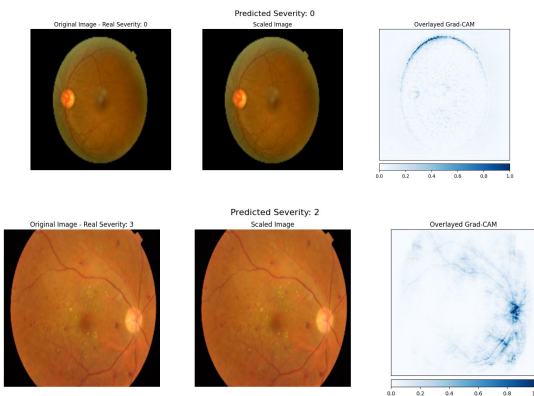 Predicted Severity: 0
Original Image - Real Severity: 0
Scaled Image
Overlayed Grad-CAM
0.0 0.2 0.4 0.6 0.8 1.0
Predicted Severity: 2
Original Image - Real Severity: 3
Scaled Image
Overlayed Grad-CAM
0.0 0.2 0.4 0.6 0.8